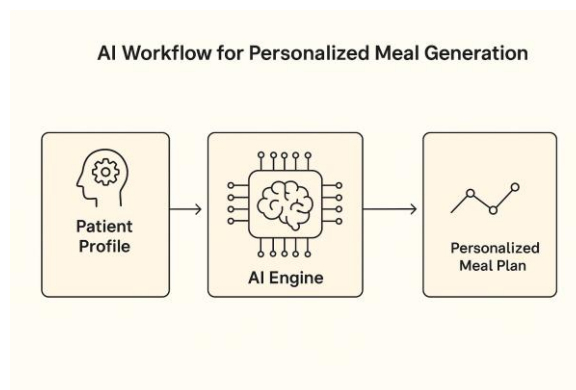 AI Workflow for Personalized Meal Generation
Patient
Profile
AI Engine
Personalized
Meal Plan